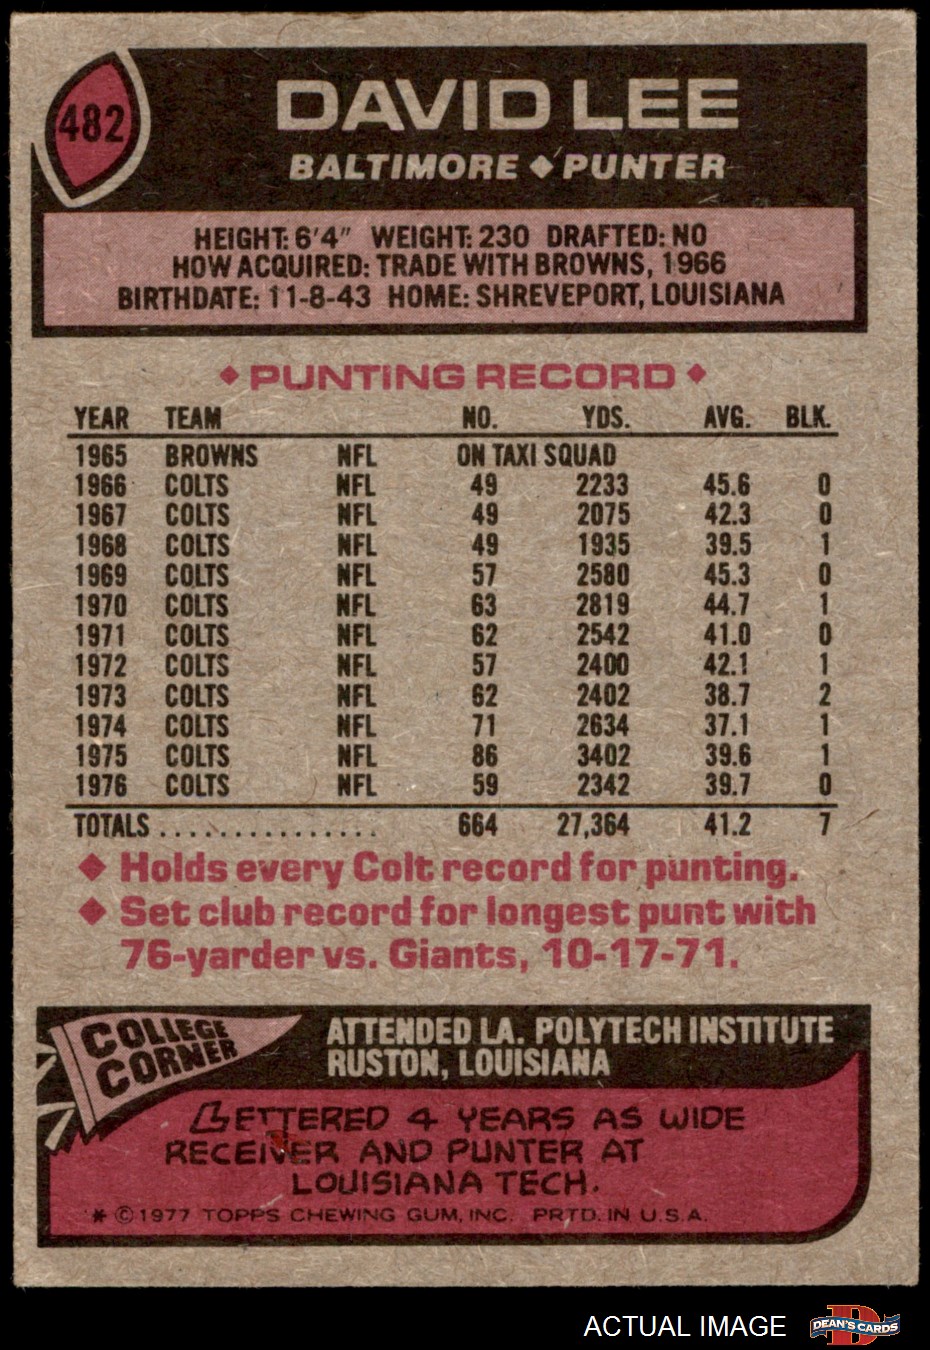 482
DAVID LEE
BALTIMORE ◆ PUNTER
HEIGHT: 6'4" WEIGHT: 230 DRAFTED: NO
HOW ACQUIRED: TRADE WITH BROWNS, 1966
BIRTHDATE: 11-8-43 HOME: SHREVEPORT, LOUISIANA
◆ PUNTING RECORD ◆
YEAR TEAM NO. YDS. AVG. BLK.
1965 BROWNS NFL ON TAXI SQUAD
1966 COLTS NFL 49 2233 45.6 0
1967 COLTS NFL 49 2075 42.3 0
1968 COLTS NFL 49 1935 39.5 1
1969 COLTS NFL 57 2580 45.3 0
1970 COLTS NFL 63 2819 44.7 1
1971 COLTS NFL 62 2542 41.0 0
1972 COLTS NFL 57 2400 42.1 1
1973 COLTS NFL 62 2402 38.7 2
1974 COLTS NFL 71 2634 37.1 1
1975 COLTS NFL 86 3402 39.6 1
1976 COLTS NFL 59 2342 39.7 0
TOTALS ............... 664 27,364 41.2 7
◆ Holds every Colt record for punting.
◆ Set club record for longest punt with
76-yarder vs. Giants, 10-17-71.
COLLEGE
CORNER
ATTENDED LA. POLYTECH INSTITUTE
RUSTON, LOUISIANA
LETTERED 4 YEARS AS WIDE
RECEIVER AND PUNTER AT
LOUISIANA TECH.
* ©1977 TOPPS CHEWING GUM, INC. PRTD. IN U.S.A.
ACTUAL IMAGE
D
DEAN'S CARDS